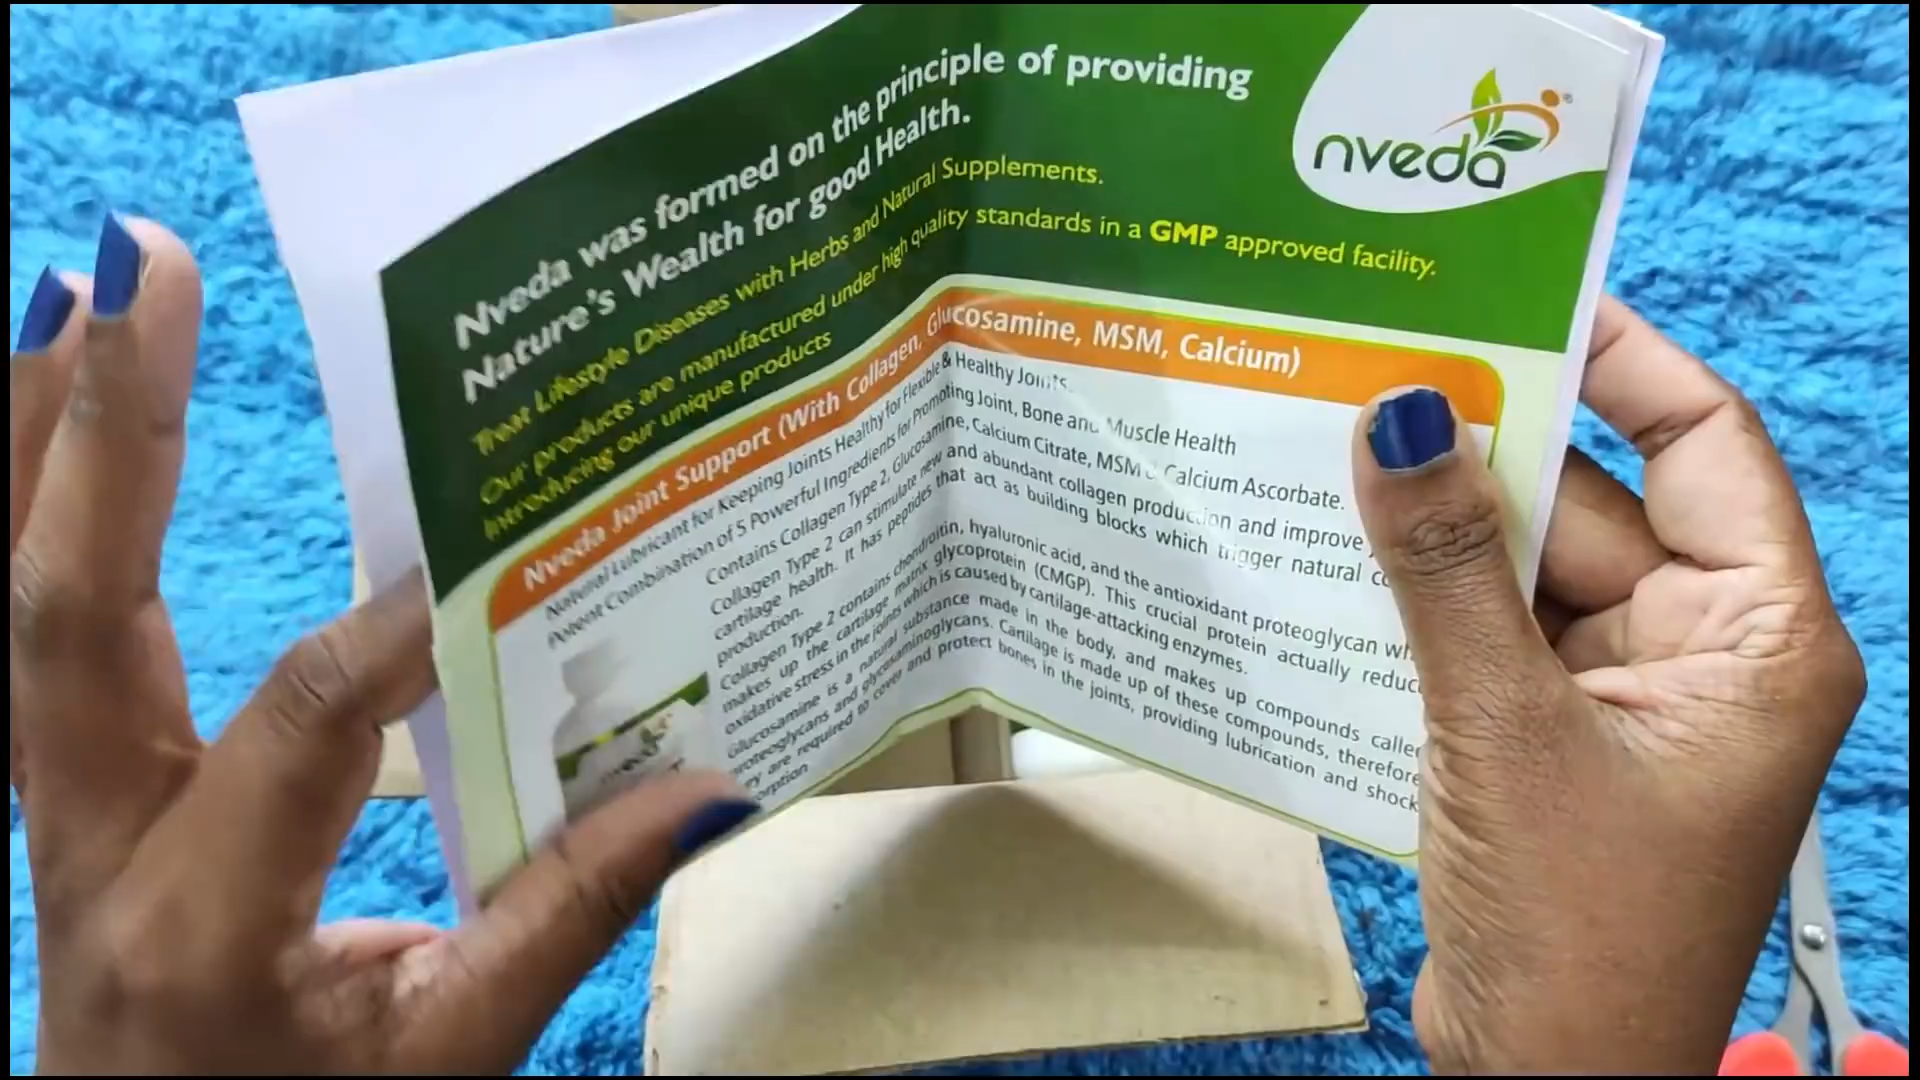 Nveda was formed on the principle of providing
Nature's Wealth for good Health.
nveda
Treat Lifestyle Diseases with Herbs and Natural Supplements.
Our products are manufactured under high quality standards in a GMP approved facility.
Introducing our unique products
Nveda Joint Support (With Collagen, Glucosamine, MSM, Calcium)
Natural Lubricant for Keeping Joints Healthy for Flexible & Healthy Joints.
Potent Combination of 5 Powerful Ingredients for Promoting Joint, Bone and Muscle Health
Contains Collagen Type 2, Glucosamine, Calcium Citrate, MSM & Calcium Ascorbate.
Collagen Type 2 can stimulate new and abundant collagen production and improve
cartilage health. It has peptides that act as building blocks which trigger natural
production.
Collagen Type 2 contains chondroitin, hyaluronic acid, and the antioxidant proteoglycan
makes up the cartilage matrix glycoprotein (CMGP). This crucial protein actually
oxidative stress in the joints which is caused by cartilage-attacking enzymes.
Glucosamine is a natural substance made in the body, and makes up compounds
proteoglycans and glycosaminoglycans. Cartilage is made up of these compounds, therefore
are required to cover and protect bones in the joints, providing lubrication and shock